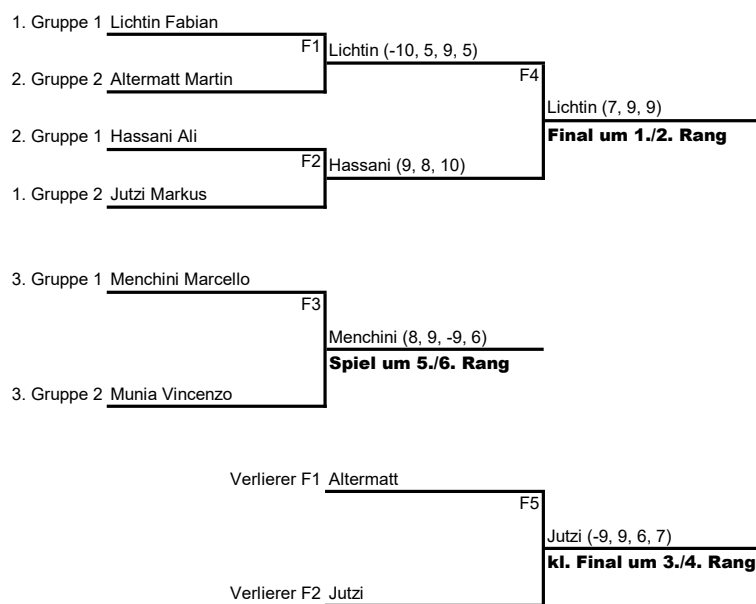 1. Gruppe 1 Lichtin Fabian
F1 Lichtin (-10, 5, 9, 5)
2. Gruppe 2 Altermatt Martin
F4
Lichtin (7, 9, 9)
2. Gruppe 1 Hassani Ali
Final um 1./2. Rang
F2 Hassani (9, 8, 10)
1. Gruppe 2 Jutzi Markus
3. Gruppe 1 Menchini Marcello
F3
Menchini (8, 9, -9, 6)
Spiel um 5./6. Rang
3. Gruppe 2 Munia Vincenzo
Verlierer F1 Altermatt
F5
Jutzi (-9, 9, 6, 7)
kl. Final um 3./4. Rang
Verlierer F2 Jutzi